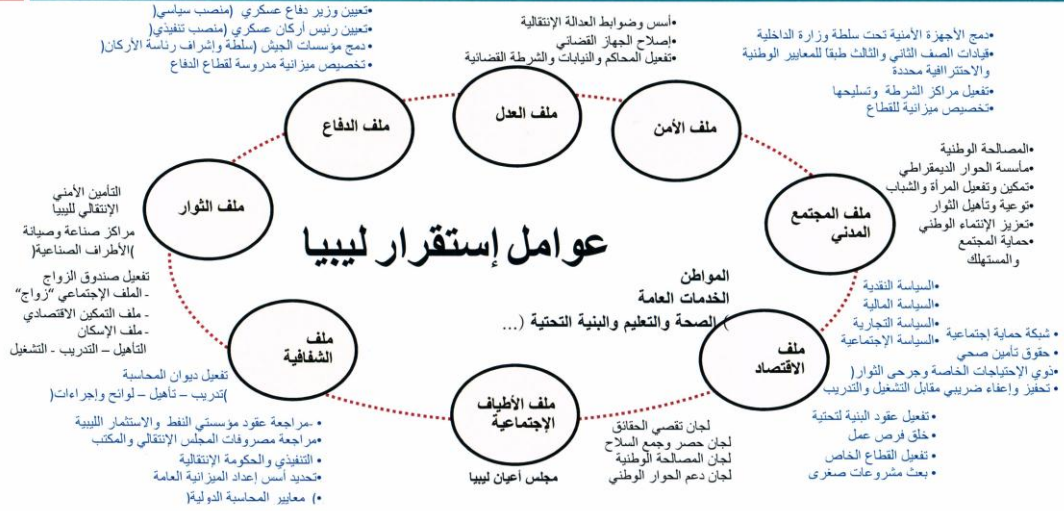 •تعيين وزير دفاع عسكري (منصب سياسي(
•تعيين رئيس أركان عسكري (منصب تنفيذي(
•دمج مؤسسات الجيش (سلطة وإشراف رئاسة الأركان(
•تخصيص ميزانية مدروسة لقطاع الدفاع
•أسس وضوابط العدالة الإنتقالية
•إصلاح الجهاز القضائي
•تفعيل المحاكم والنيابات والشرطة القضائية
•دمج الأجهزة الأمنية تحت سلطة وزارة الداخلية
•قيادات الصف الثاني والثالث طبقا للمعايير الوطنية
والاحتترافية محددة
•تفعيل مراكز الشرطة وتسليحها
•تخصيص ميزانية للقطاع
ملف الأمن
ملف العدل
ملف الدفاع
•المصالحة الوطنية
•مأسسة الحوار الديمقراطي
•تمكين وتفعيل المرأة والشباب
•توعية وتأهيل الثوار
•تعزيز الإنتماء الوطني
•حماية المجتمع
والمستهلك
ملف المجتمع
المدني
ملف الثوار
التأمين الأمني
الإنتقالي لليبيا
مراكز صناعة وصيانة
)الأطراف الصناعية(
عوامل إستقرار ليبيا
المواطن
الخدمات العامة
) الصحة والتعليم والبنية التحتية (...
تفعيل صندوق الزواج
- الملف الإجتماعي "زواج"
- ملف التمكين الاقتصادي
- ملف الإسكان
التأهيل – التدريب - التشغيل
•السياسة النقدية
•السياسة المالية
•السياسة التجارية
•السياسة الإجتماعية
• شبكة حماية إجتماعية
• حقوق تأمين صحي
•ذوي الإحتياجات الخاصة وجرحى الثوار(
• تحفيز وإعفاء ضريبي مقابل التشغيل والتدريب
ملف
الاقتصاد
ملف
الشفافية
ملف الأطياف
الإجتماعية
• تفعيل عقود البنية لتحتية
• خلق فرص عمل
• تفعيل القطاع الخاص
• بعث مشروعات صغرى
لجان تقصي الحقائق
لجان حصر وجمع السلاح
لجان المصالحة الوطنية
لجان دعم الحوار الوطني
مجلس أعيان ليبيا
تفعيل ديوان المحاسبة
)تدريب – تأهيل – لوائح وإجراءات(
• -مراجعة عقود مؤسستي النفط والاستثمار الليبية
•مراجعة مصروفات المجلس الإنتقالي والمكتب
• التنفيذي والحكومة الإنتقالية
•تحديد أسس إعداد الميزانية العامة
•) معايير المحاسبة الدولية(